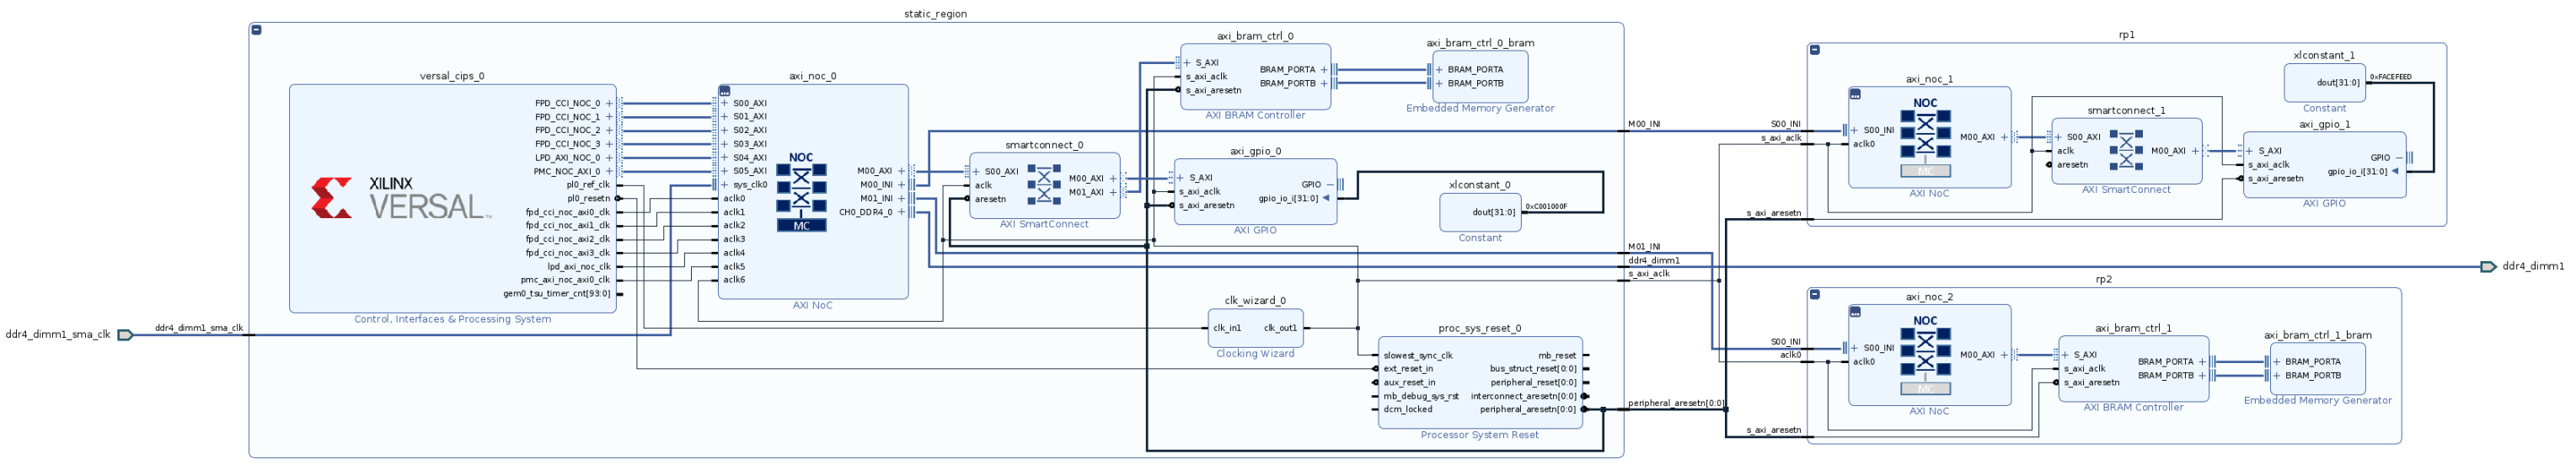 static_region
versal_cips_0
XILINX
VERSAL
FPD_CCI_NOC_0
FPD_CCI_NOC_1
FPD_CCI_NOC_2
FPD_CCI_NOC_3
LPD_AXI_NOC_0
PMC_NOC_AXI_0
pl0_ref_clk
pl0_resetn
fpd_cci_noc_axi0_clk
fpd_cci_noc_axi1_clk
fpd_cci_noc_axi2_clk
fpd_cci_noc_axi3_clk
lpd_axi_noc_clk
pmc_axi_noc_axi0_clk
gem0_tsu_timer_cnt[93:0]
Control, Interfaces & Processing System
ddr4_dimm1_sma_clk
ddr4_dimm1_sma_clk
axi_noc_0
S00_AXI
S01_AXI
S02_AXI
S03_AXI
S04_AXI
S05_AXI
sys_clk0
aclk0
aclk1
aclk2
aclk3
aclk4
aclk5
aclk6
NOC
MC
M00_AXI
M00_INI
M01_INI
CH0_DDR4_0
AXI NoC
smartconnect_0
S00_AXI
aclk
aresetn
M00_AXI
M01_AXI
AXI SmartConnect
axi_bram_ctrl_0
S_AXI
s_axi_aclk
s_axi_aresetn
BRAM_PORTA
BRAM_PORTB
AXI BRAM Controller
axi_bram_ctrl_0_bram
BRAM_PORTA
BRAM_PORTB
Embedded Memory Generator
axi_gpio_0
S_AXI
s_axi_aclk
s_axi_aresetn
GPIO
gpio_io_i[31:0]
AXI GPIO
xlconstant_0
dout[31:0]
0xC001000F
Constant
clk_wizard_0
clk_in1
clk_out1
Clocking Wizard
proc_sys_reset_0
slowest_sync_clk
ext_reset_in
aux_reset_in
mb_debug_sys_rst
dcm_locked
mb_reset
bus_struct_reset[0:0]
peripheral_reset[0:0]
interconnect_aresetn[0:0]
peripheral_aresetn[0:0]
Processor System Reset
M00_INI
M01_INI
ddr4_dimm1
s_axi_aclk
peripheral_aresetn[0:0]
rp1
S00_INI
s_axi_aclk
s_axi_aresetn
axi_noc_1
S00_INI
aclk0
NOC
MC
M00_AXI
AXI NoC
smartconnect_1
S00_AXI
aclk
aresetn
M00_AXI
AXI SmartConnect
xlconstant_1
dout[31:0]
0xFACEFEED
Constant
axi_gpio_1
S_AXI
s_axi_aclk
s_axi_aresetn
GPIO
gpio_io_i[31:0]
AXI GPIO
ddr4_dimm1
rp2
S00_INI
aclk0
s_axi_aresetn
axi_noc_2
S00_INI
aclk0
NOC
MC
M00_AXI
AXI NoC
axi_bram_ctrl_1
S_AXI
s_axi_aclk
s_axi_aresetn
BRAM_PORTA
BRAM_PORTB
AXI BRAM Controller
axi_bram_ctrl_1_bram
BRAM_PORTA
BRAM_PORTB
Embedded Memory Generator